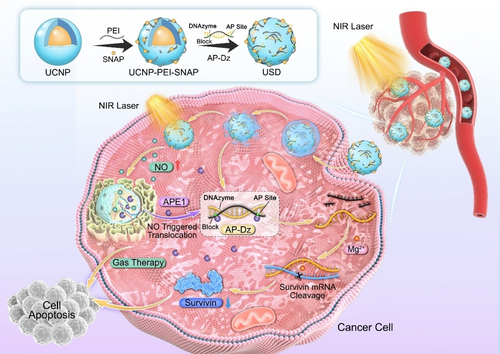 PEI
SNAP
DNAzyme
AP Site
Block
AP-Dz
UCNP
UCNP-PEI-SNAP
USD
NIR Laser
NIR Laser
NO
APE1
NO Triggered
Translocation
DNAzyme
AP Site
Block
AP-Dz
Mg²⁺
Gas Therapy
Survivin mRNA
Cleavage
Survivin
Cell
Apoptosis
Cancer Cell